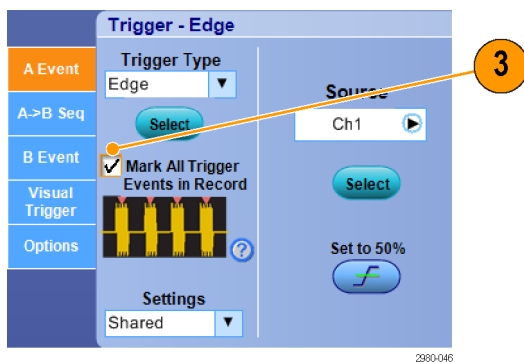 Trigger - Edge
A Event
A->B Seq
B Event
Visual
Trigger
Options
Trigger Type
Edge
Select
Mark All Trigger
Events in Record
?
Settings
Shared
Source
Ch1
Select
Set to 50%
3
2980-046